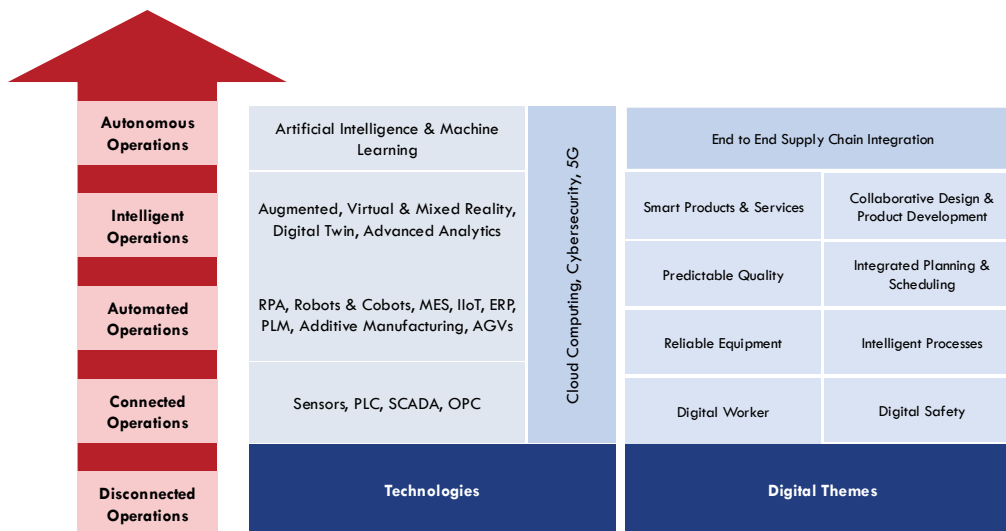 Autonomous
Operations
Intelligent
Operations
Automated
Operations
Connected
Operations
Disconnected
Operations
Artificial Intelligence & Machine
Learning
Augmented, Virtual & Mixed Reality,
Digital Twin, Advanced Analytics
RPA, Robots & Cobots, MES, IIoT, ERP,
PLM, Additive Manufacturing, AGVs
Sensors, PLC, SCADA, OPC
Cloud Computing, Cybersecurity, 5G
Technologies
End to End Supply Chain Integration
Smart Products & Services
Collaborative Design &
Product Development
Predictable Quality
Integrated Planning &
Scheduling
Reliable Equipment
Intelligent Processes
Digital Worker
Digital Safety
Digital Themes